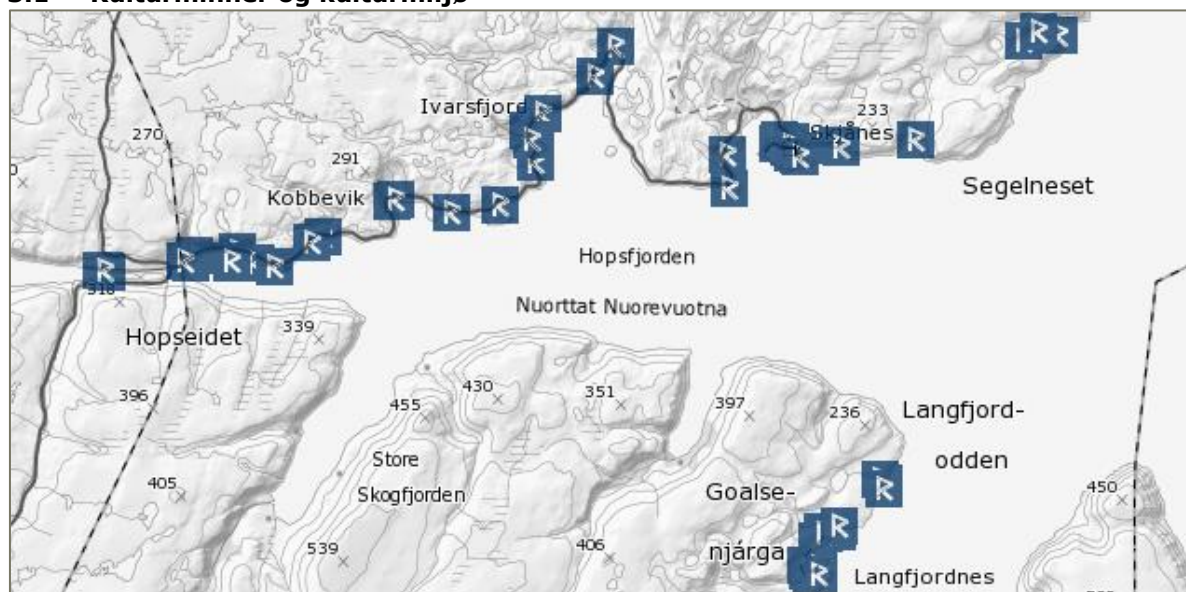 R R
R
270
Ivarsfjord
R
233
Skjånes
R
291
R
R
R
R
R
Kobbevik
R
R
R
R
Segelneset
R
R
R
R
Hopsfjorden
318
Nuorttat Nuorevuotna
Hopseidet
339
396
430
351
455
397
236
Langfjord-
odden
Store
Skogfjorden
405
Goalse-
njárga
R
450
R
539
406
R
Langfjordnes